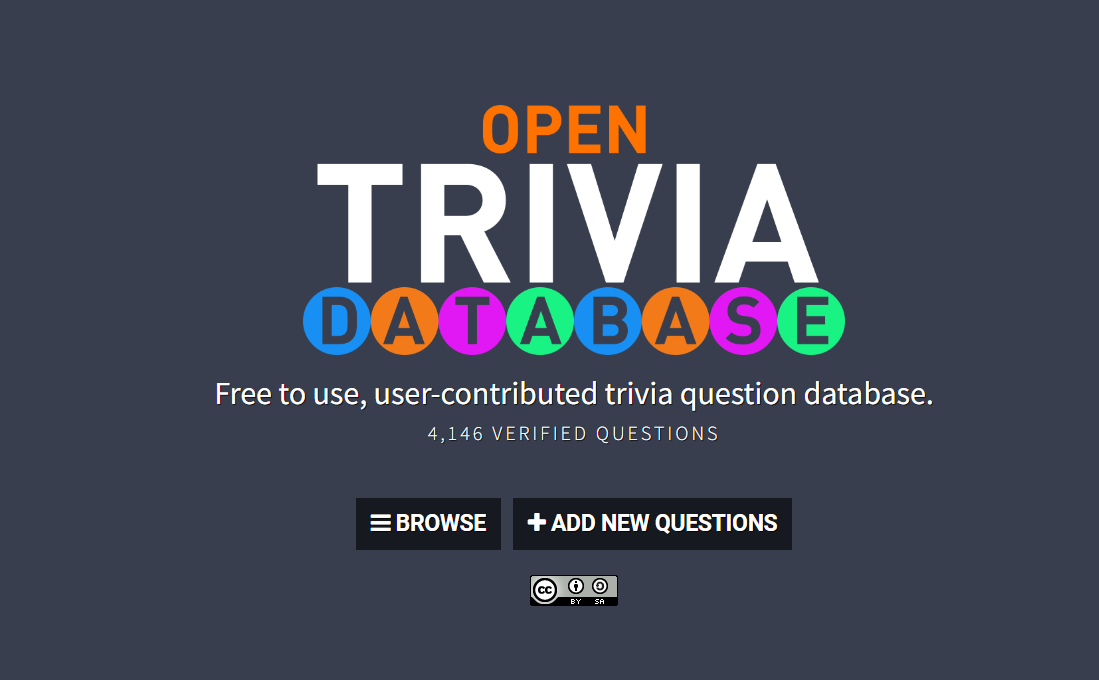 OPEN
TRIVIA
DATABASE
Free to use, user-contributed trivia question database.
4,146 VERIFIED QUESTIONS
BROWSE
ADD NEW QUESTIONS
cc
BY SA